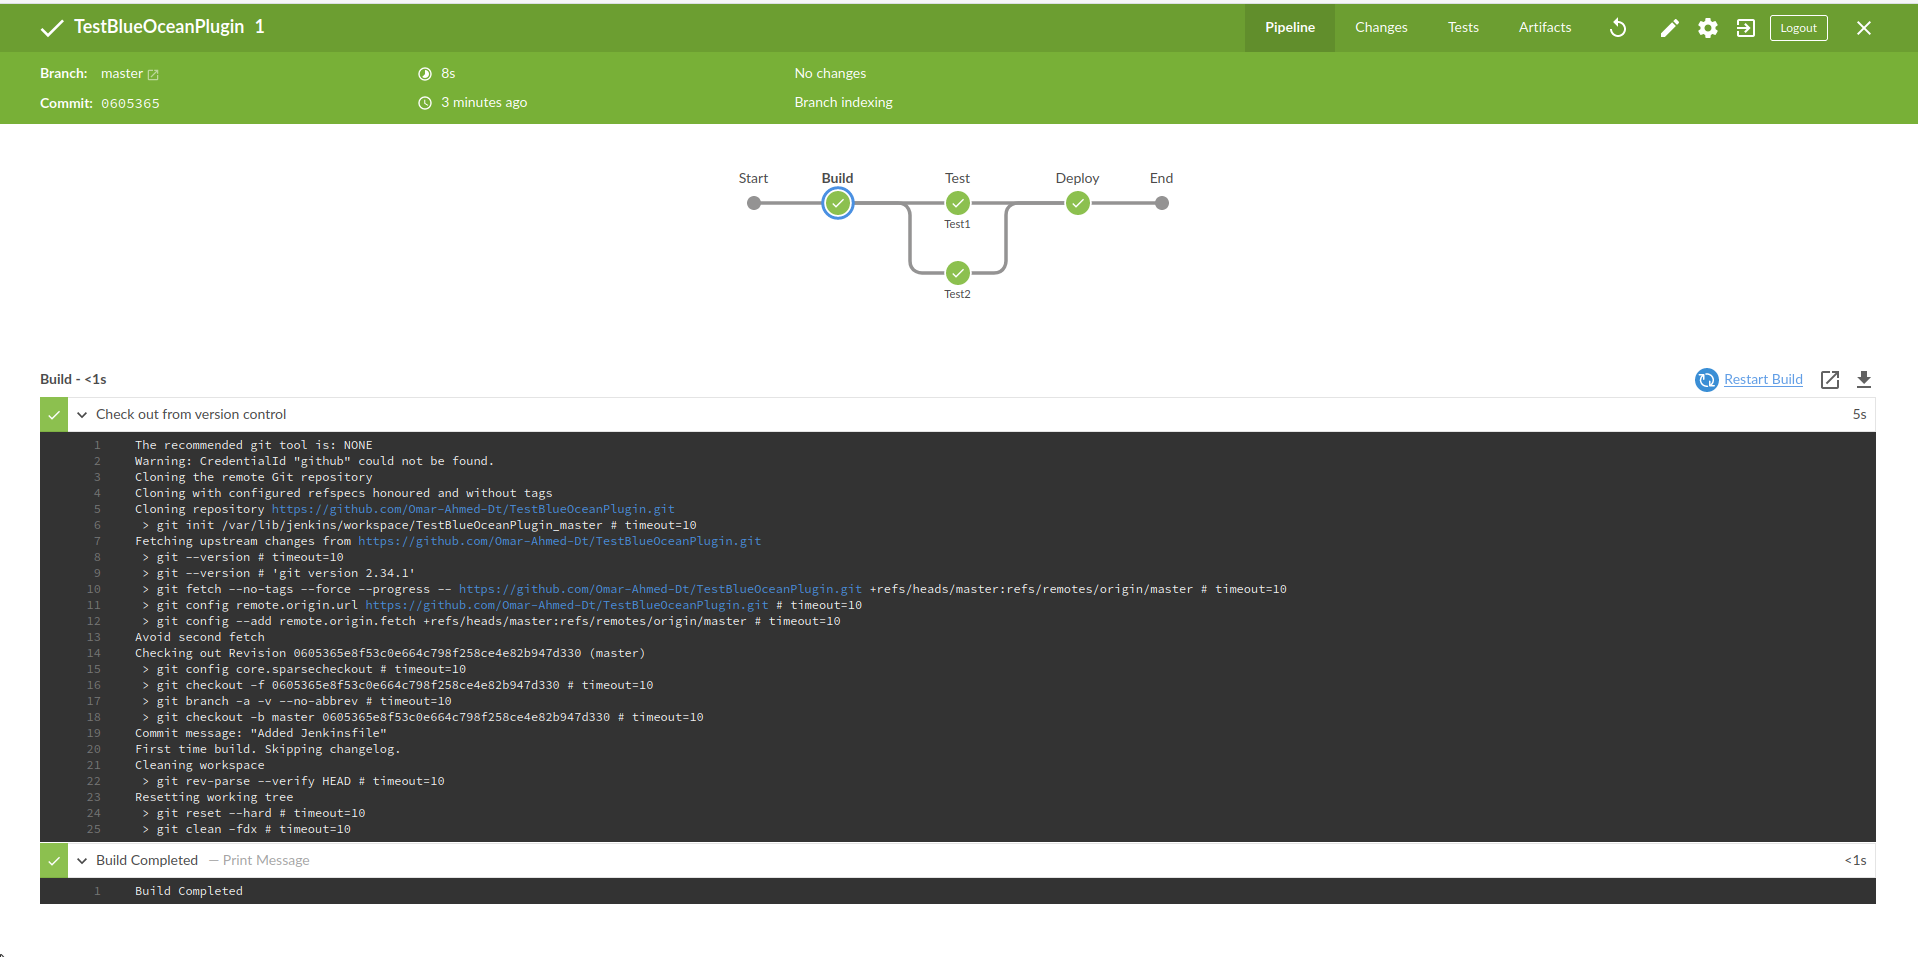 TestBlueOceanPlugin 1
Pipeline Changes Tests Artifacts Logout
Branch: master 8s No changes
Commit: 0605365 3 minutes ago Branch indexing
Start Build Test Deploy End
Test1
Test2
Build - <1s Restart Build
Check out from version control 5s
1 The recommended git tool is: NONE
2 Warning: CredentialId "github" could not be found.
3 Cloning the remote Git repository
4 Cloning with configured refspecs honoured and without tags
5 Cloning repository https://github.com/Omar-Ahmed-Dt/TestBlueOceanPlugin.git
6 > git init /var/lib/jenkins/workspace/TestBlueOceanPlugin_master # timeout=10
7 Fetching upstream changes from https://github.com/Omar-Ahmed-Dt/TestBlueOceanPlugin.git
8 > git --version # timeout=10
9 > git --version # 'git version 2.34.1'
10 > git fetch --no-tags --force --progress -- https://github.com/Omar-Ahmed-Dt/TestBlueOceanPlugin.git +refs/heads/master:refs/remotes/origin/master # timeout=10
11 > git config remote.origin.url https://github.com/Omar-Ahmed-Dt/TestBlueOceanPlugin.git # timeout=10
12 > git config --add remote.origin.fetch +refs/heads/master:refs/remotes/origin/master # timeout=10
13 Avoid second fetch
14 Checking out Revision 0605365e8f53c0e664c798f258ce4e82b947d330 (master)
15 > git config core.sparsecheckout # timeout=10
16 > git checkout -f 0605365e8f53c0e664c798f258ce4e82b947d330 # timeout=10
17 > git branch -a -v --no-abbrev # timeout=10
18 > git checkout -b master 0605365e8f53c0e664c798f258ce4e82b947d330 # timeout=10
19 Commit message: "Added Jenkinsfile"
20 First time build. Skipping changelog.
21 Cleaning workspace
22 > git rev-parse --verify HEAD # timeout=10
23 Resetting working tree
24 > git reset --hard # timeout=10
25 > git clean -fdx # timeout=10
Build Completed — Print Message <1s
1 Build Completed